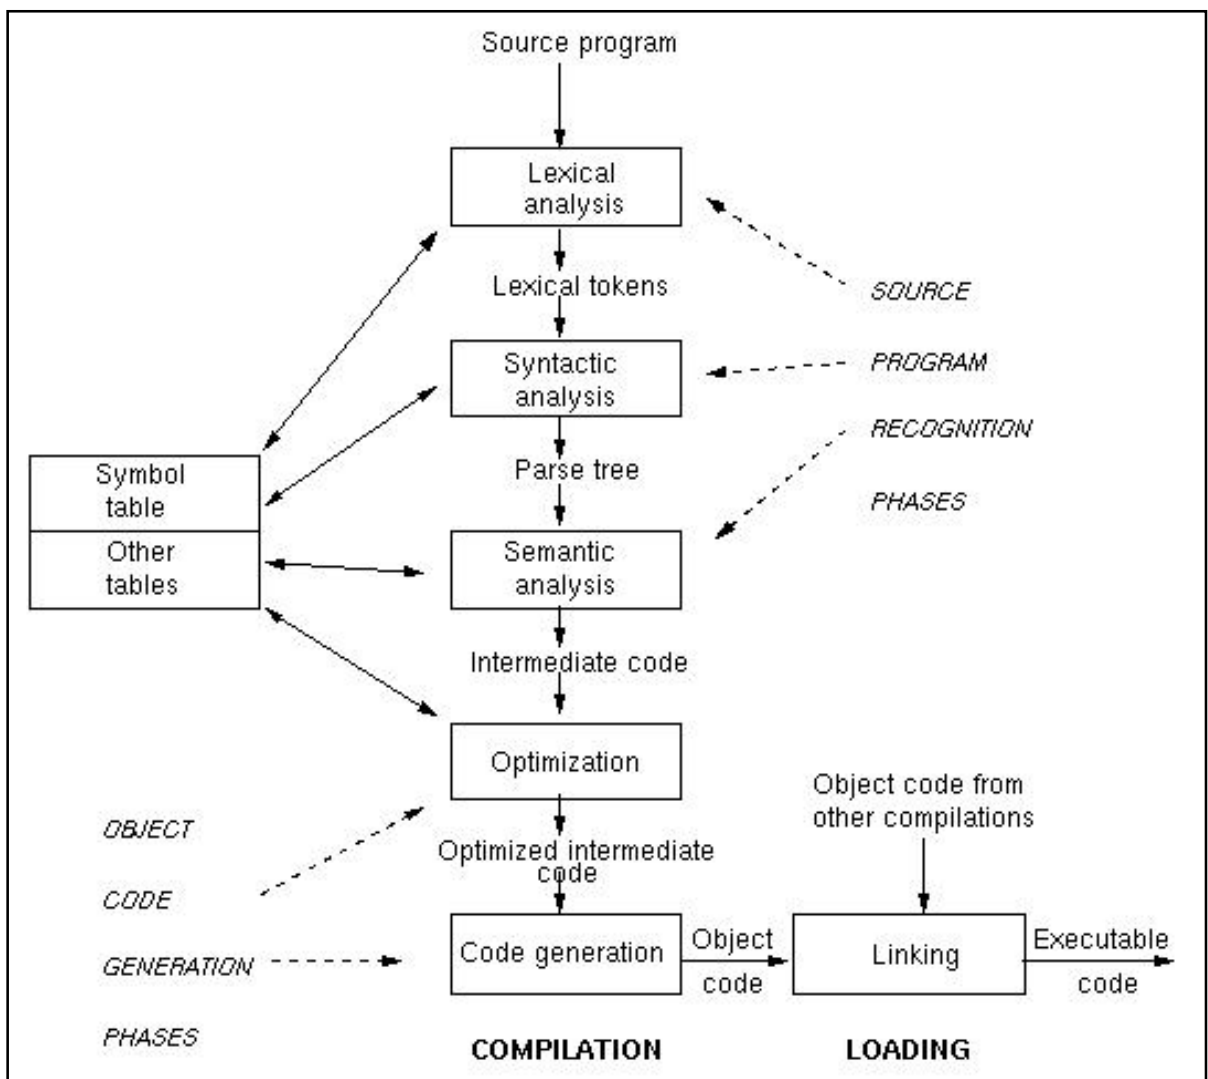 Source program
Lexical
analysis
Lexical tokens
SOURCE
Syntactic
analysis
PROGRAM
RECOGNITION
Parse tree
PHASES
Symbol
table
Other
tables
Semantic
analysis
Intermediate code
Optimization
Object code from
other compilations
OBJECT
CODE
GENERATION
PHASES
Optimized intermediate
code
Code generation
Object
code
Linking
Executable
code
COMPILATION
LOADING